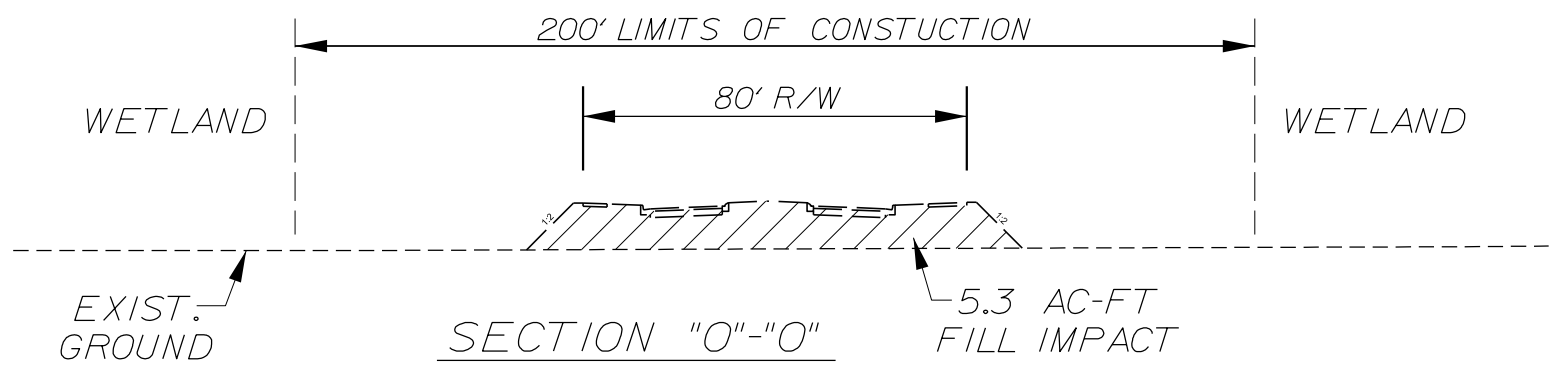 200' LIMITS OF CONSTUCTION
80' R/W
WETLAND
WETLAND
1:2
1:2
EXIST.
GROUND
5.3 AC-FT
FILL IMPACT
SECTION "O"-"O"